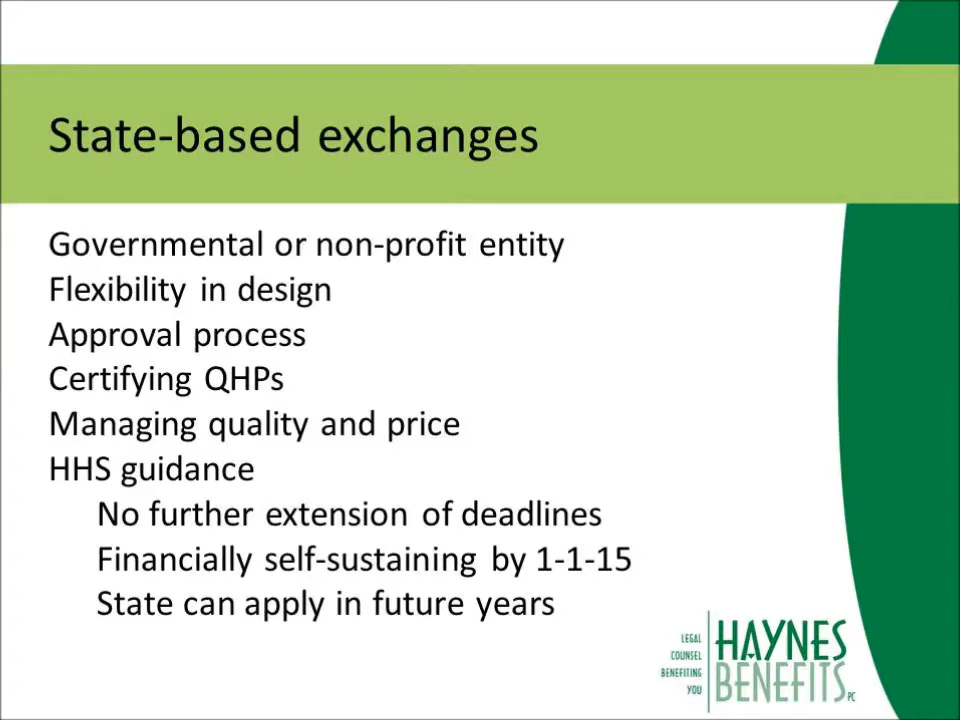 State-based exchanges
Governmental or non-profit entity
Flexibility in design
Approval process
Certifying QHPs
Managing quality and price
HHS guidance
No further extension of deadlines
Financially self-sustaining by 1-1-15
State can apply in future years
LEGAL
COUNSEL
BENEFITING
YOU
HAYNES
BENEFITS PC